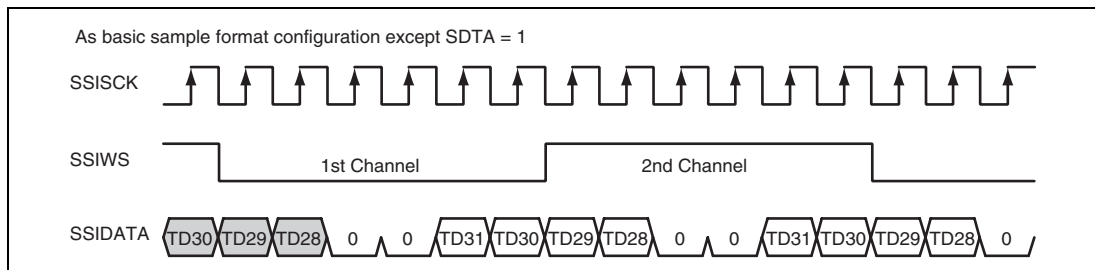 As basic sample format configuration except SDTA = 1
SSISCK
SSIWS
1st Channel
2nd Channel
SSIDATA
TD30 TD29 TD28 0 0 TD31 TD30 TD29 TD28 0 0 TD31 TD30 TD29 TD28 0